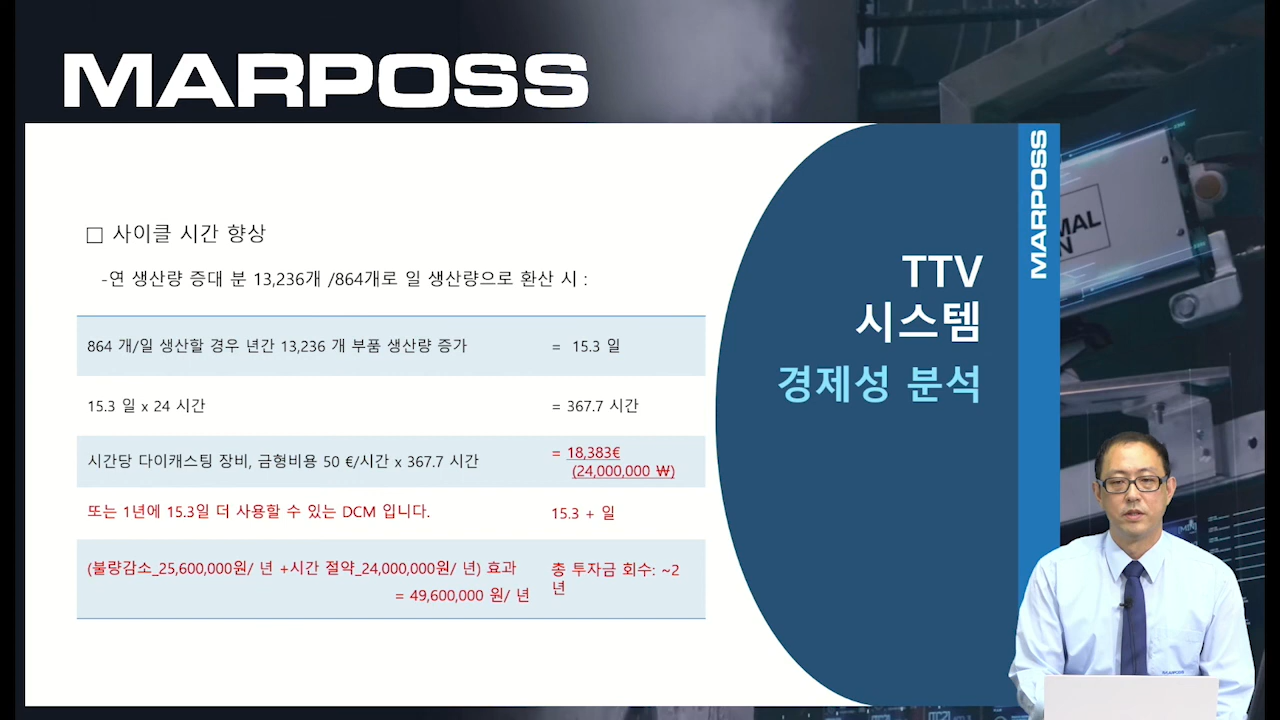 MARPOSS
MARPOSS
□ 사이클 시간 향상
-연 생산량 증대 분 13,236개 /864개로 일 생산량으로 환산 시 :
864 개/일 생산할 경우 년간 13,236 개 부품 생산량 증가 = 15.3 일
15.3 일 x 24 시간 = 367.7 시간
시간당 다이캐스팅 장비, 금형비용 50 €/시간 x 367.7 시간 = 18,383€
(24,000,000 ₩)
또는 1년에 15.3일 더 사용할 수 있는 DCM 입니다. 15.3 + 일
(불량감소_25,600,000원/ 년 +시간 절약_24,000,000원/ 년) 효과
= 49,600,000 원/ 년
총 투자금 회수: ~2
년
TTV
시스템
경제성 분석
MARPOSS